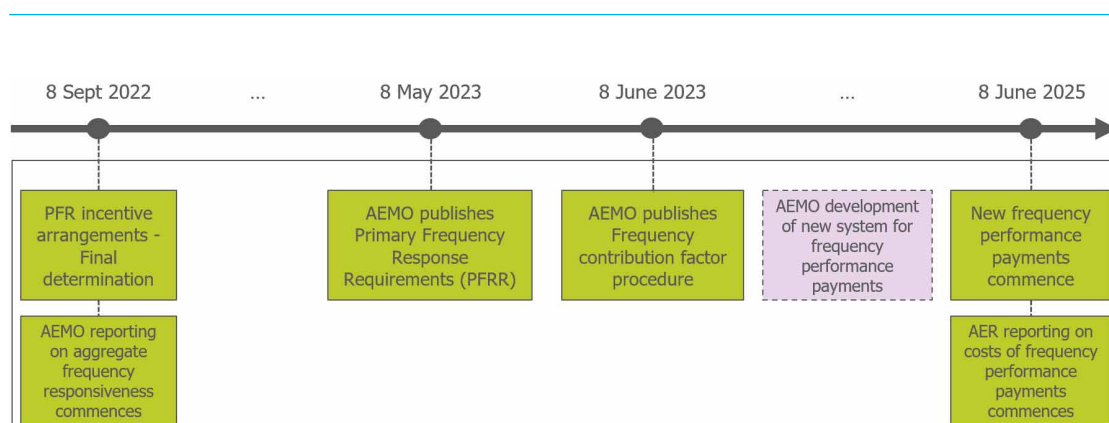 8 Sept 2022 ... 8 May 2023 8 June 2023 ... 8 June 2025
PFR incentive
arrangements -
Final
determination
AEMO publishes
Primary Frequency
Response
Requirements (PFRR)
AEMO publishes
Frequency
contribution factor
procedure
AEMO development
of new system for
frequency
performance
payments
New frequency
performance
payments
commence
AEMO reporting
on aggregate
frequency
responsiveness
commences
AER reporting on
costs of frequency
performance
payments
commences